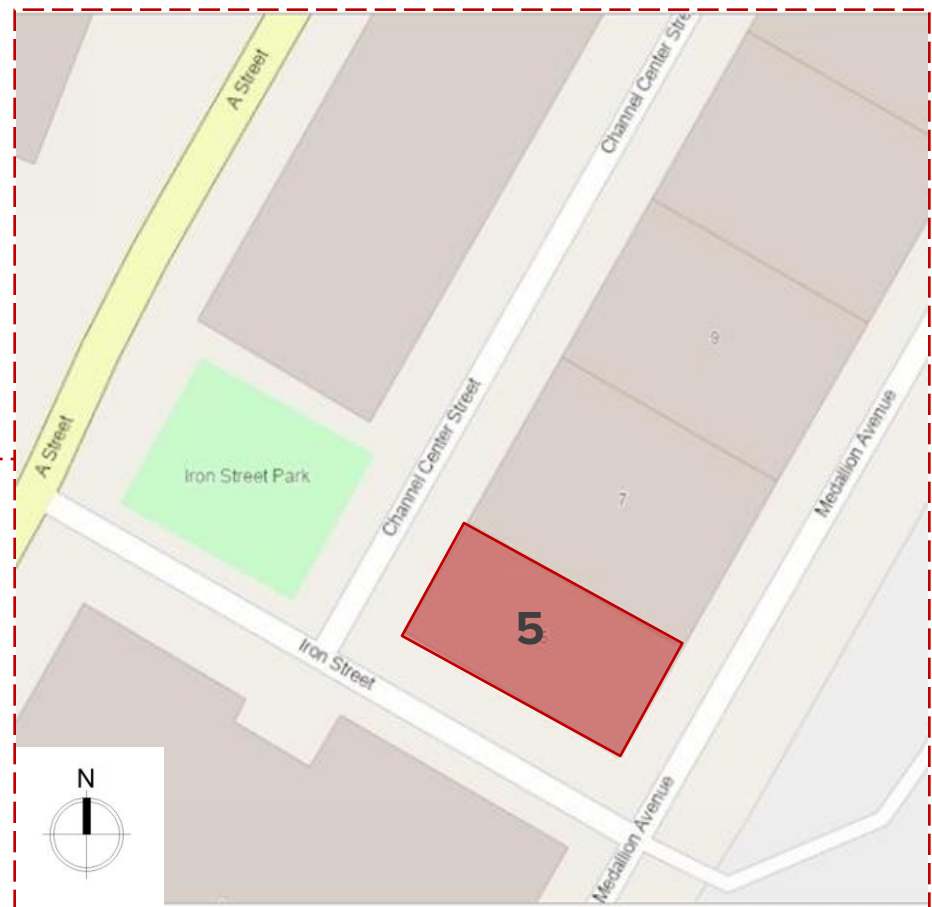 A Street
Channel Center Stre
9
Medallion Avenue
Channel Center Street
A Street
Iron Street Park
7
5
Iron Street
N
Medallion Avenue